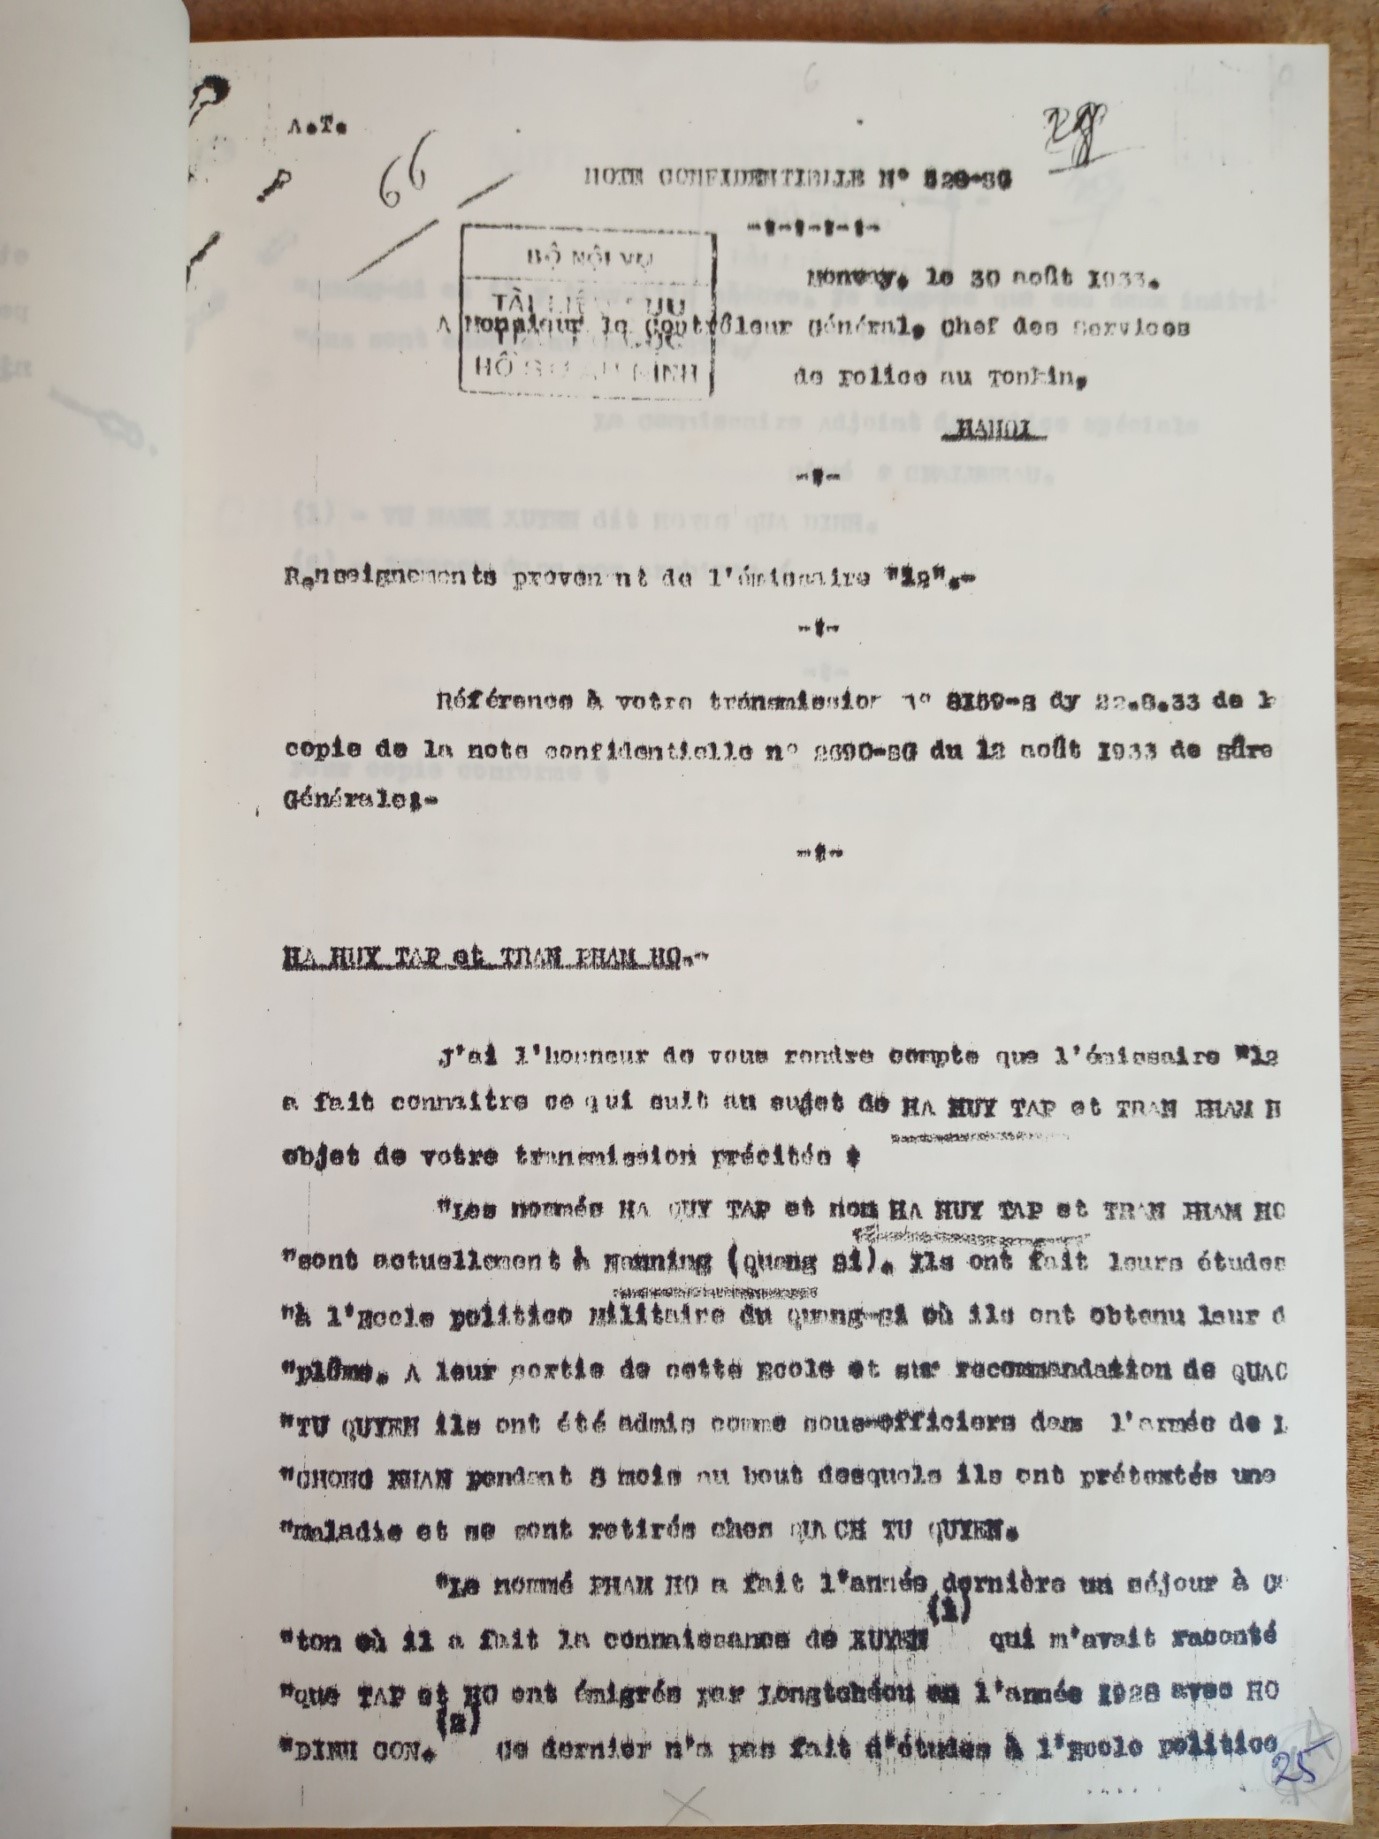 A.T.
66
NOTE CONFIDENTIELLE N° 528-SG
-:-:-:-:-
BỘ NỘI VỤ
TÀI LIỆU
HỒ CHÍ MINH
Moncay, le 30 août 1933.
A Monsieur le Contrôleur Général, Chef des Services
de Police au Tonkin,
HANOI
-:-
Renseignements provenant de l'émissaire "12".-
-:-
Référence à votre transmission n° 8159-S dy 22.8.33 de l
copie de la note confidentielle n° 2690-SG du 12 août 1933 de sûre
Générale:-
-:-
HA HUY TAP et TRAN PHAM HO.-
J'ai l'honneur de vous rendre compte que l'émissaire "12
a fait connaitre ce qui suit au sujet de HA HUY TAP et TRAN PHAM H
objet de votre transmission précitée :
"Les nommés HA QUY TAP et non HA HUY TAP et TRAN PHAM HO
"sont actuellement à Nanning (Quang Si). Ils ont fait leurs études
"à l'Ecole politico Militaire du Quang-Si où ils ont obtenu leur d
"plôme. A leur sortie de cette Ecole et sur recommandation de QUAC
"TU QUYEN ils ont été admis comme sous-officiers dans l'armée de L
"CHONG NHAN pendant 8 mois au bout desquels ils ont prétextés une
"maladie et se sont retirés chez QUACH TU QUYEN.
"Le nommé PHAM HO a fait l'année dernière un séjour à Ca
"ton où il a fait la connaissance de XUYEN (1) qui m'avait raconté
"que TAP et HO ont émigrés par Longtchéou en l'année 1928 avec HO
"DINH CON. (2) Ce dernier n'a pas fait d'études à l'Ecole politico
25